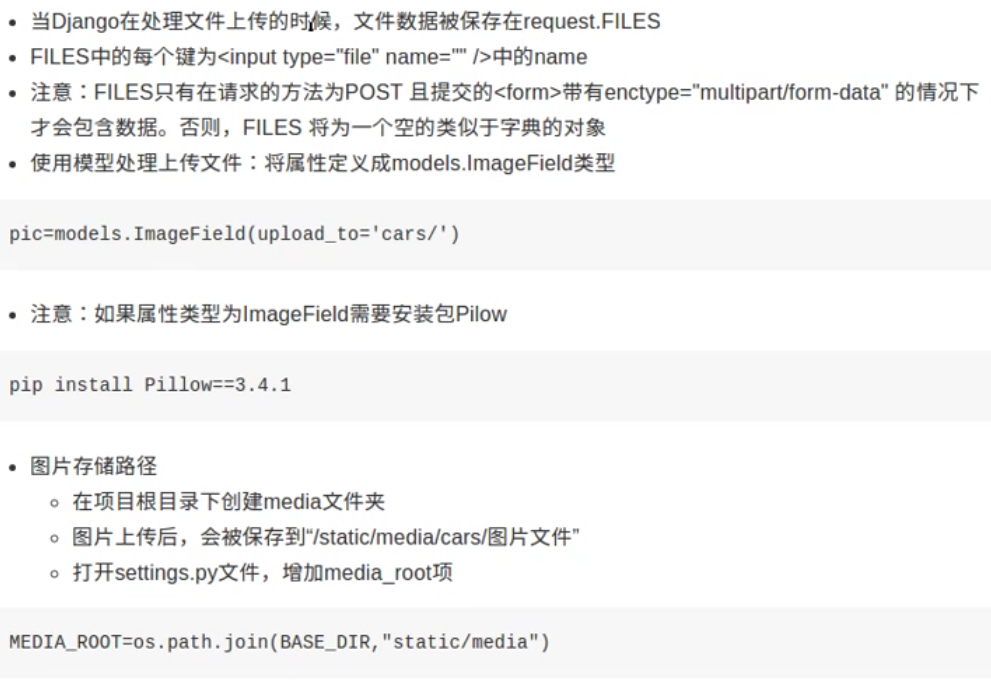 当Django在处理文件上传的时候，文件数据被保存在request.FILES
FILES中的每个键为<input type="file" name="" />中的name
注意：FILES只有在请求的方法为POST 且提交的<form>带有enctype="multipart/form-data" 的情况下
才会包含数据。否则，FILES 将为一个空的类似于字典的对象
使用模型处理上传文件：将属性定义成models.ImageField类型
pic=models.ImageField(upload_to='cars/')
注意：如果属性类型为ImageField需要安装包Pilow
pip install Pillow==3.4.1
图片存储路径
在项目根目录下创建media文件夹
图片上传后，会被保存到“/static/media/cars/图片文件”
打开settings.py文件，增加media_root项
MEDIA_ROOT=os.path.join(BASE_DIR,"static/media")